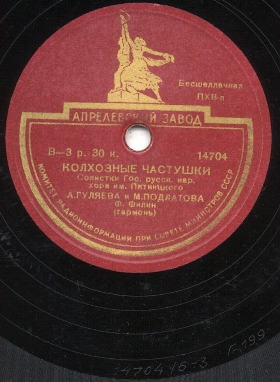 Бесшеллачная
ПХВ-п
АПРЕЛЕВСКИЙ ЗАВОД
В—3 р. 30 к. 14704
КОЛХОЗНЫЕ ЧАСТУШКИ
Солистки Гос. русск. нар.
хора им. Пятницкого
А. ГУЛЯЕВА и М. ПОДЛАТОВА
Ф. Филин
(гармонь)
КОМИТЕТ РАДИОИНФОРМАЦИИ ПРИ СОВЕТЕ МИНИСТРОВ СССР